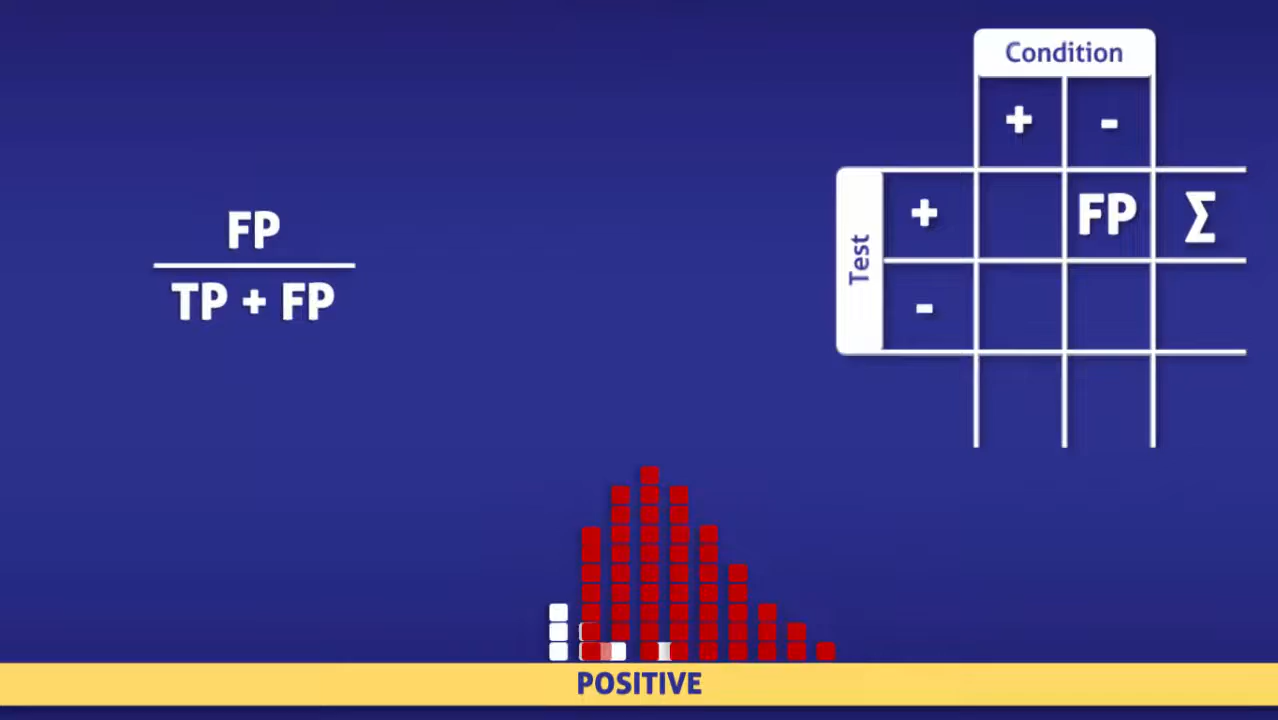 Condition
+ -
FP
TP + FP
Test
+ FP Σ
-
POSITIVE